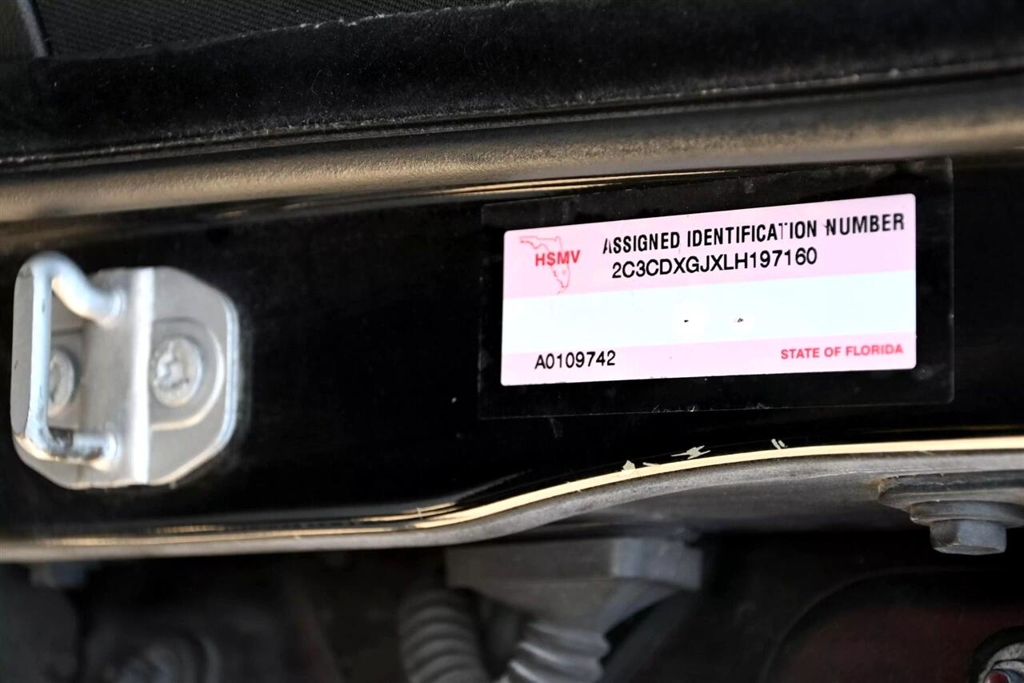 ASSIGNED IDENTIFICATION NUMBER
HSMV
2C3CDXGJXLH197160
A0109742
STATE OF FLORIDA